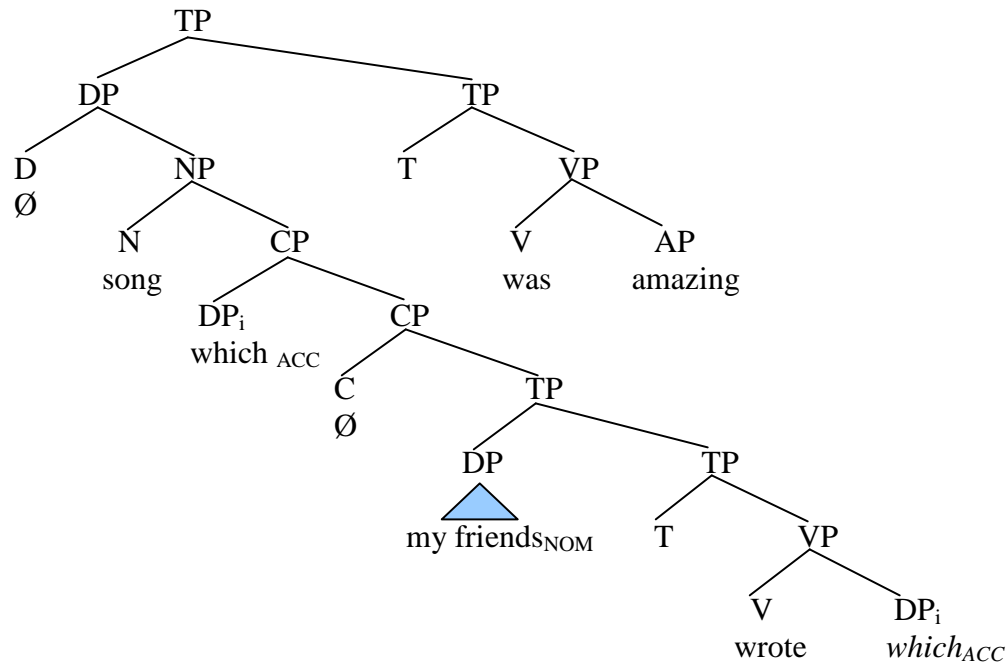 TP
DP TP
D NP T VP
Ø
N CP V AP
song was amazing
DPi CP
which ACC
C TP
Ø
DP TP
my friendsNOM T VP
V DPi
wrote whichACC